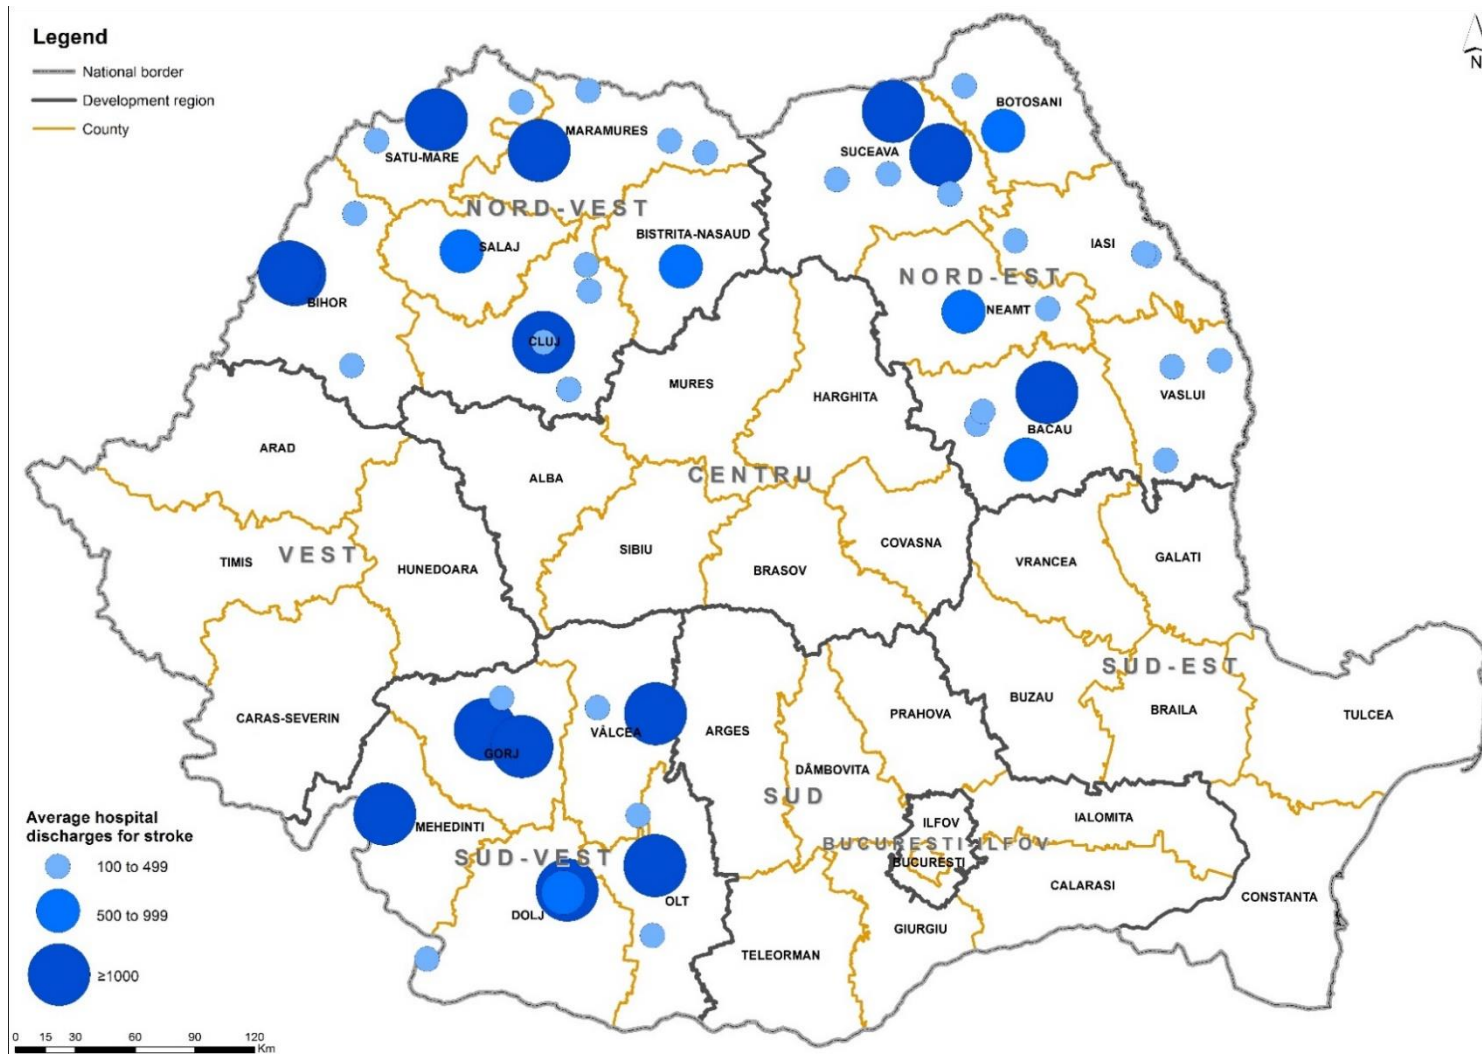 Legend
National border
Development region
County
N
BOTOSANI
MARAMURES
SATU-MARE
SUCEAVA
NORD-VEST
BISTRITA-NASAUD
SALAJ
IASI
NORD-EST
BIHOR
NEAMT
CLUJ
MURES
HARGHITA
VASLUI
BACAU
ARAD
ALBA
CENTRU
COVASNA
SIBIU
BRASOV
VRANCEA
GALATI
TIMIS
VEST
HUNEDOARA
SUD-EST
BUZAU
BRAILA
TULCEA
CARAS-SEVERIN
PRAHOVA
VÂLCEA
ARGES
GORJ
DÂMBOVITA
SUD
MEHEDINTI
ILFOV
IALOMITA
BUCURESTI-ILFOV
SUD-VEST
BUCURESTI
CALARASI
CONSTANTA
OLT
DOLJ
GIURGIU
TELEORMAN
Average hospital
discharges for stroke
100 to 499
500 to 999
≥1000
0 15 30 60 90 120
Km